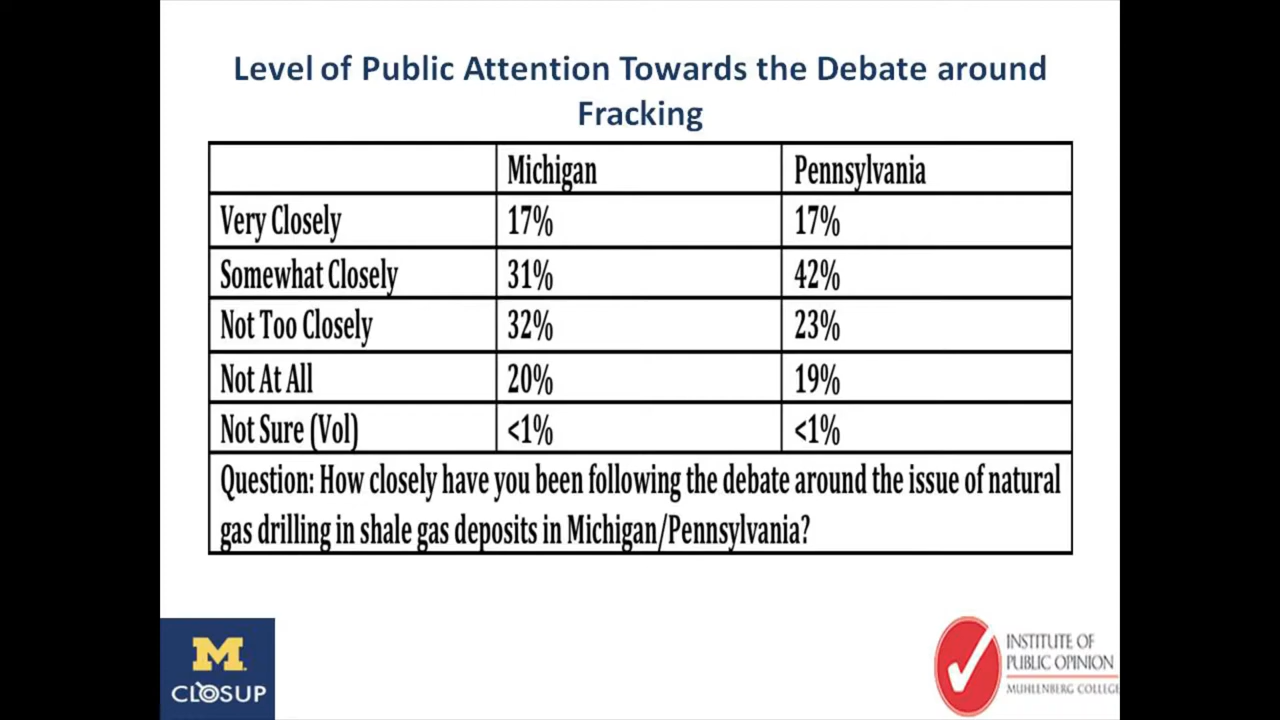 Level of Public Attention Towards the Debate around
Fracking
Michigan Pennsylvania
Very Closely 17% 17%
Somewhat Closely 31% 42%
Not Too Closely 32% 23%
Not At All 20% 19%
Not Sure (Vol) <1% <1%
Question: How closely have you been following the debate around the issue of natural
gas drilling in shale gas deposits in Michigan/Pennsylvania?
M
CLOSUP
INSTITUTE OF
PUBLIC OPINION
MUHLENBERG COLLEGE